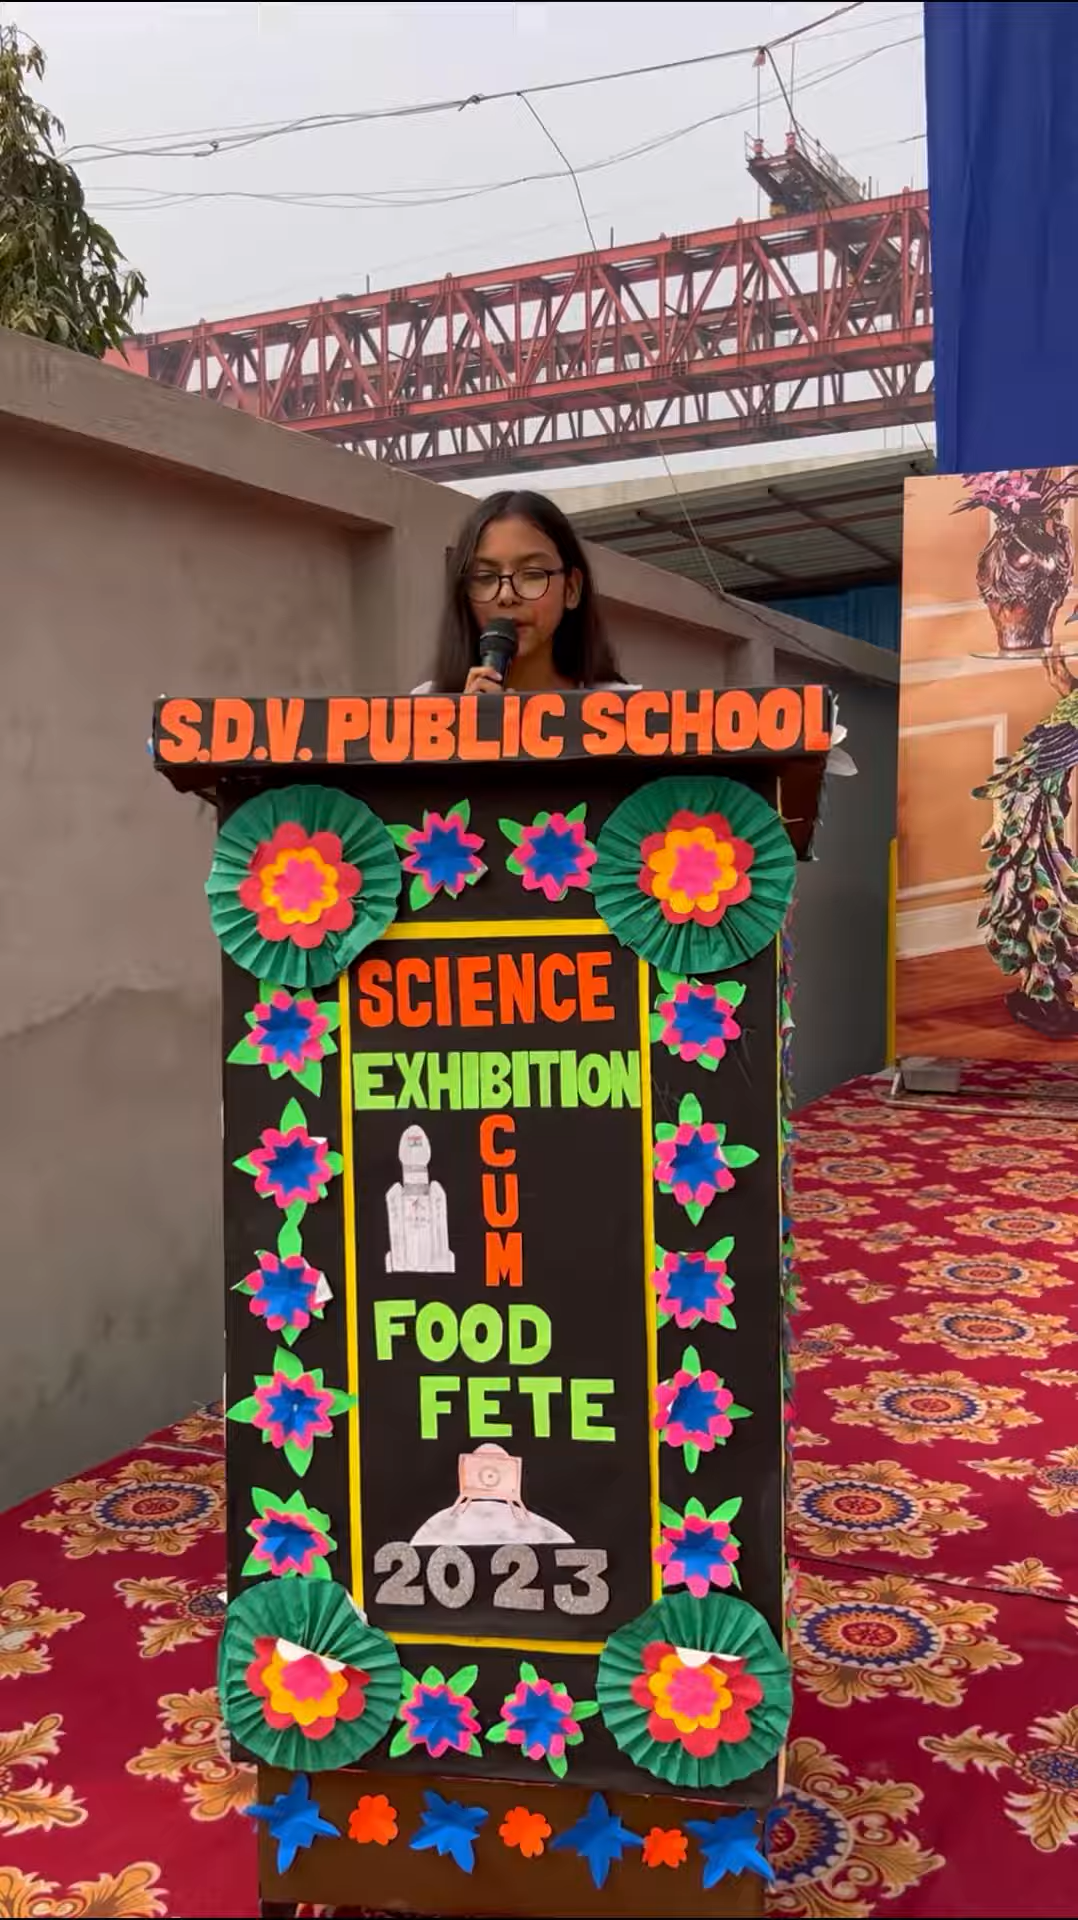 S.D.V. PUBLIC SCHOOL
SCIENCE
EXHIBITION
CUM
FOOD
FETE
2023